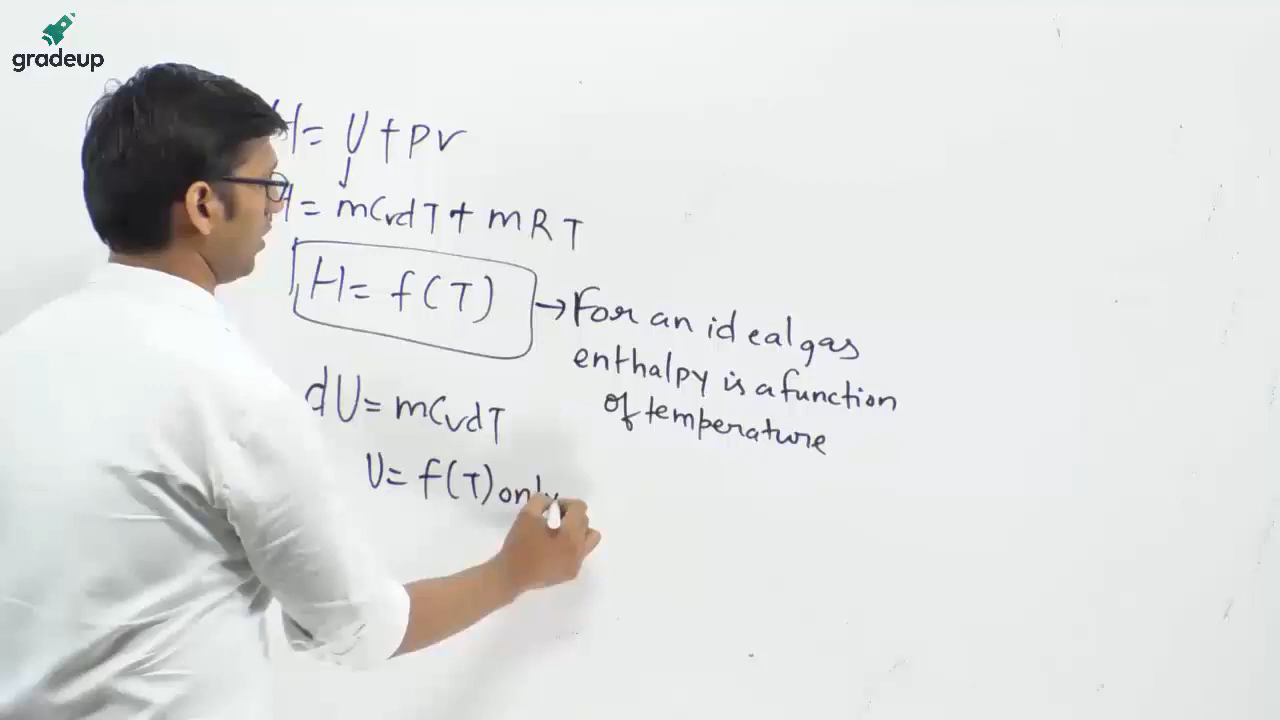 gradeup
H= U+pv
H= mCvdT+ mRT
H= f(T) → For an ideal gas
enthalpy is a function
of temperature
dU= mCvdT
U= f(T) only